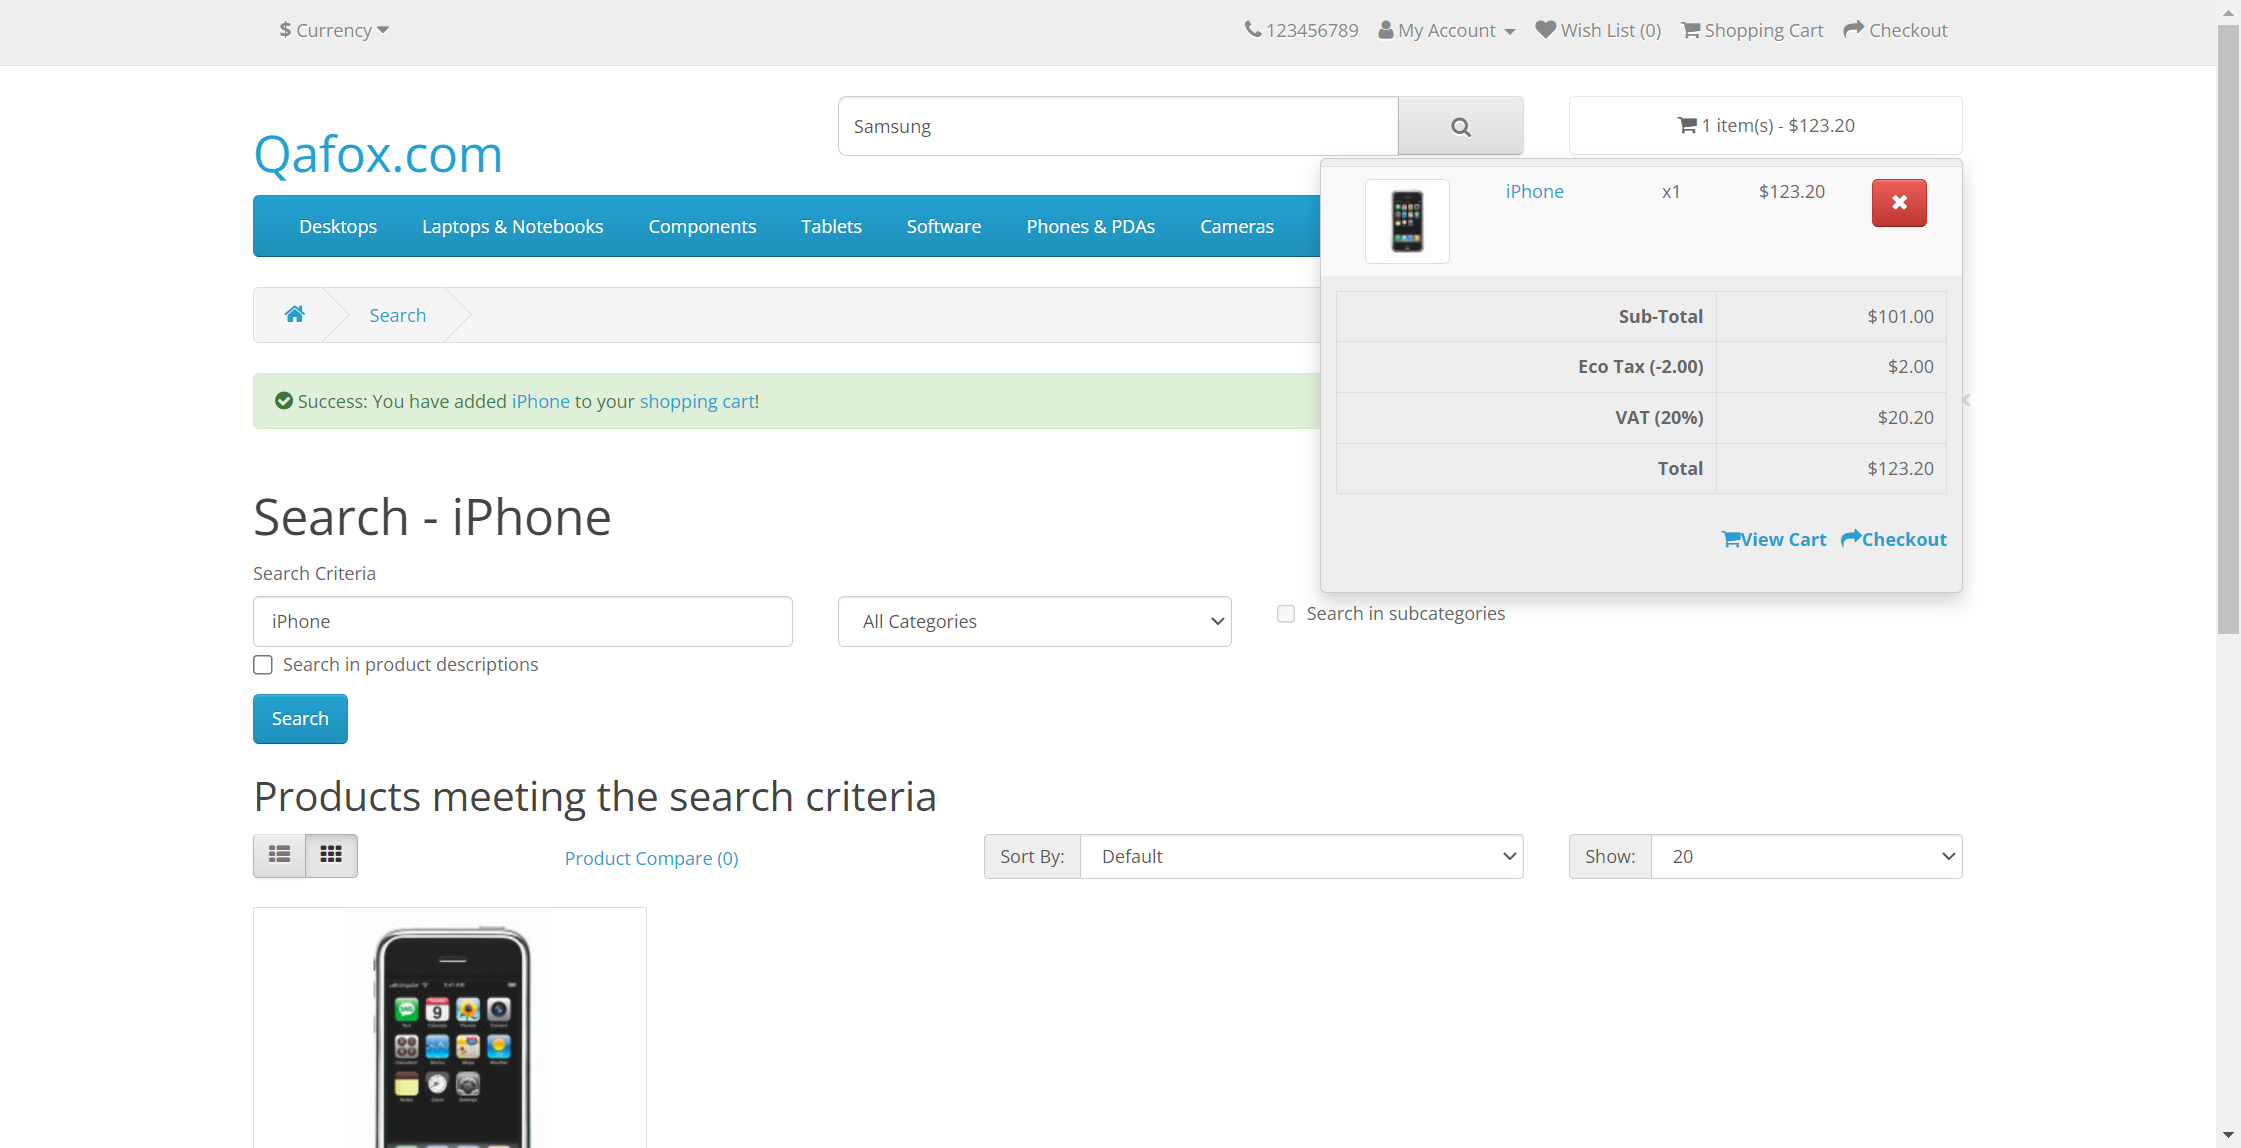 $ Currency
123456789 My Account Wish List (0) Shopping Cart Checkout
Qafox.com
Samsung
1 item(s) - $123.20
Desktops Laptops & Notebooks Components Tablets Software Phones & PDAs Cameras
iPhone x1 $123.20
Sub-Total $101.00
Eco Tax (-2.00) $2.00
VAT (20%) $20.20
Total $123.20
View Cart Checkout
Search
Success: You have added iPhone to your shopping cart!
Search - iPhone
Search Criteria
iPhone
All Categories
Search in subcategories
Search in product descriptions
Search
Products meeting the search criteria
Product Compare (0)
Sort By: Default
Show: 20
9